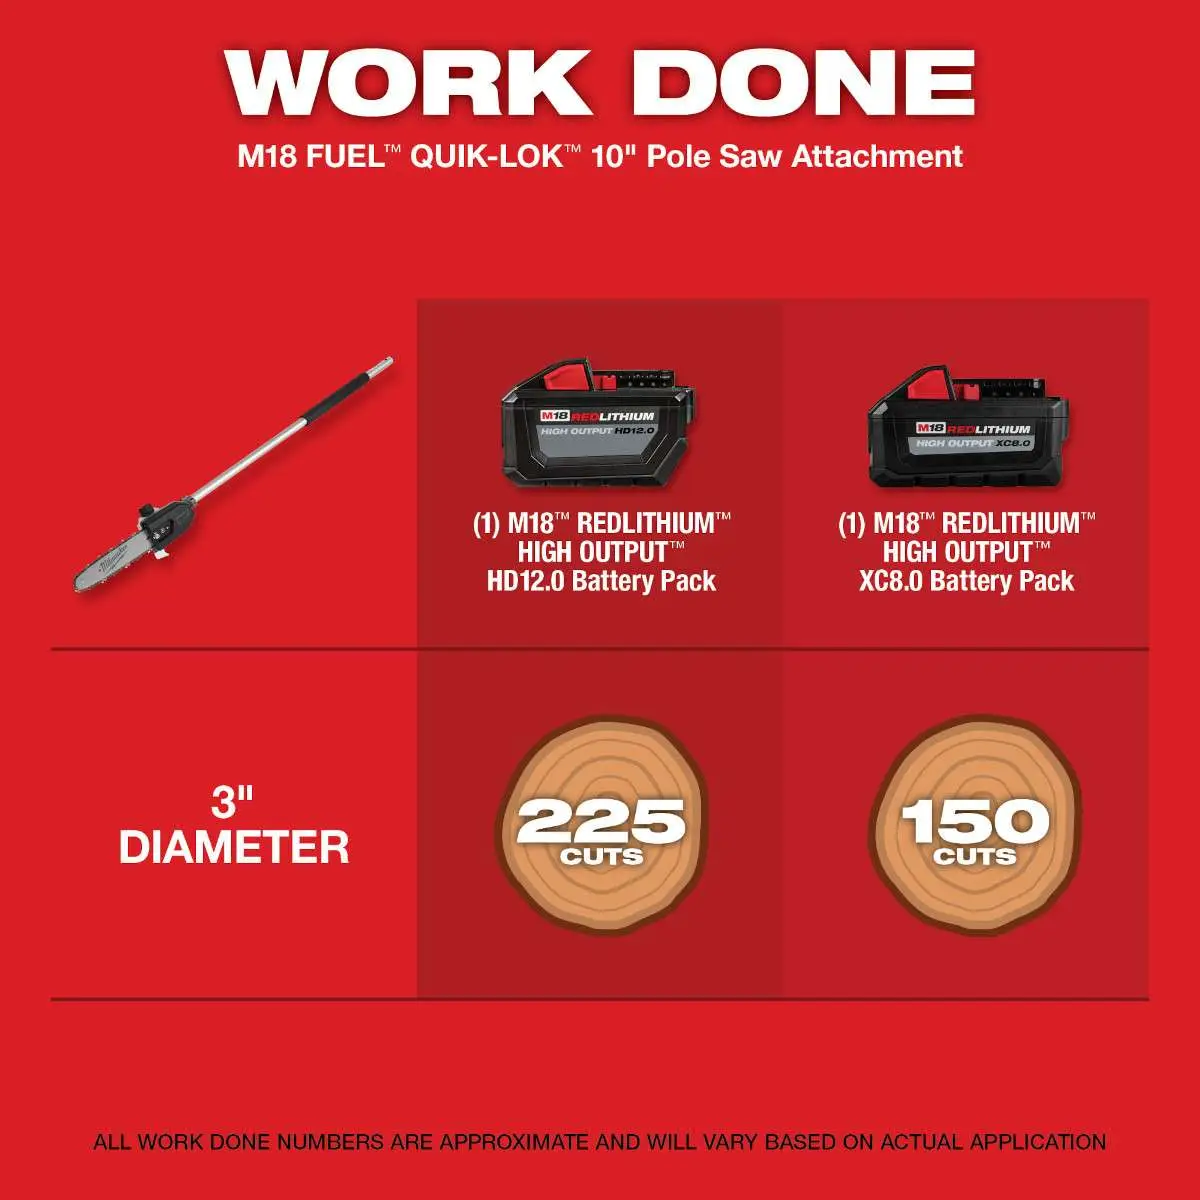 WORK DONE
M18 FUEL™ QUIK-LOK™ 10" Pole Saw Attachment
M18 REDLITHIUM
HIGH OUTPUT HD12.0
M18 REDLITHIUM
HIGH OUTPUT XC8.0
(1) M18™ REDLITHIUM™
HIGH OUTPUT™
HD12.0 Battery Pack
(1) M18™ REDLITHIUM™
HIGH OUTPUT™
XC8.0 Battery Pack
Milwaukee
3"
DIAMETER
225
CUTS
150
CUTS
ALL WORK DONE NUMBERS ARE APPROXIMATE AND WILL VARY BASED ON ACTUAL APPLICATION